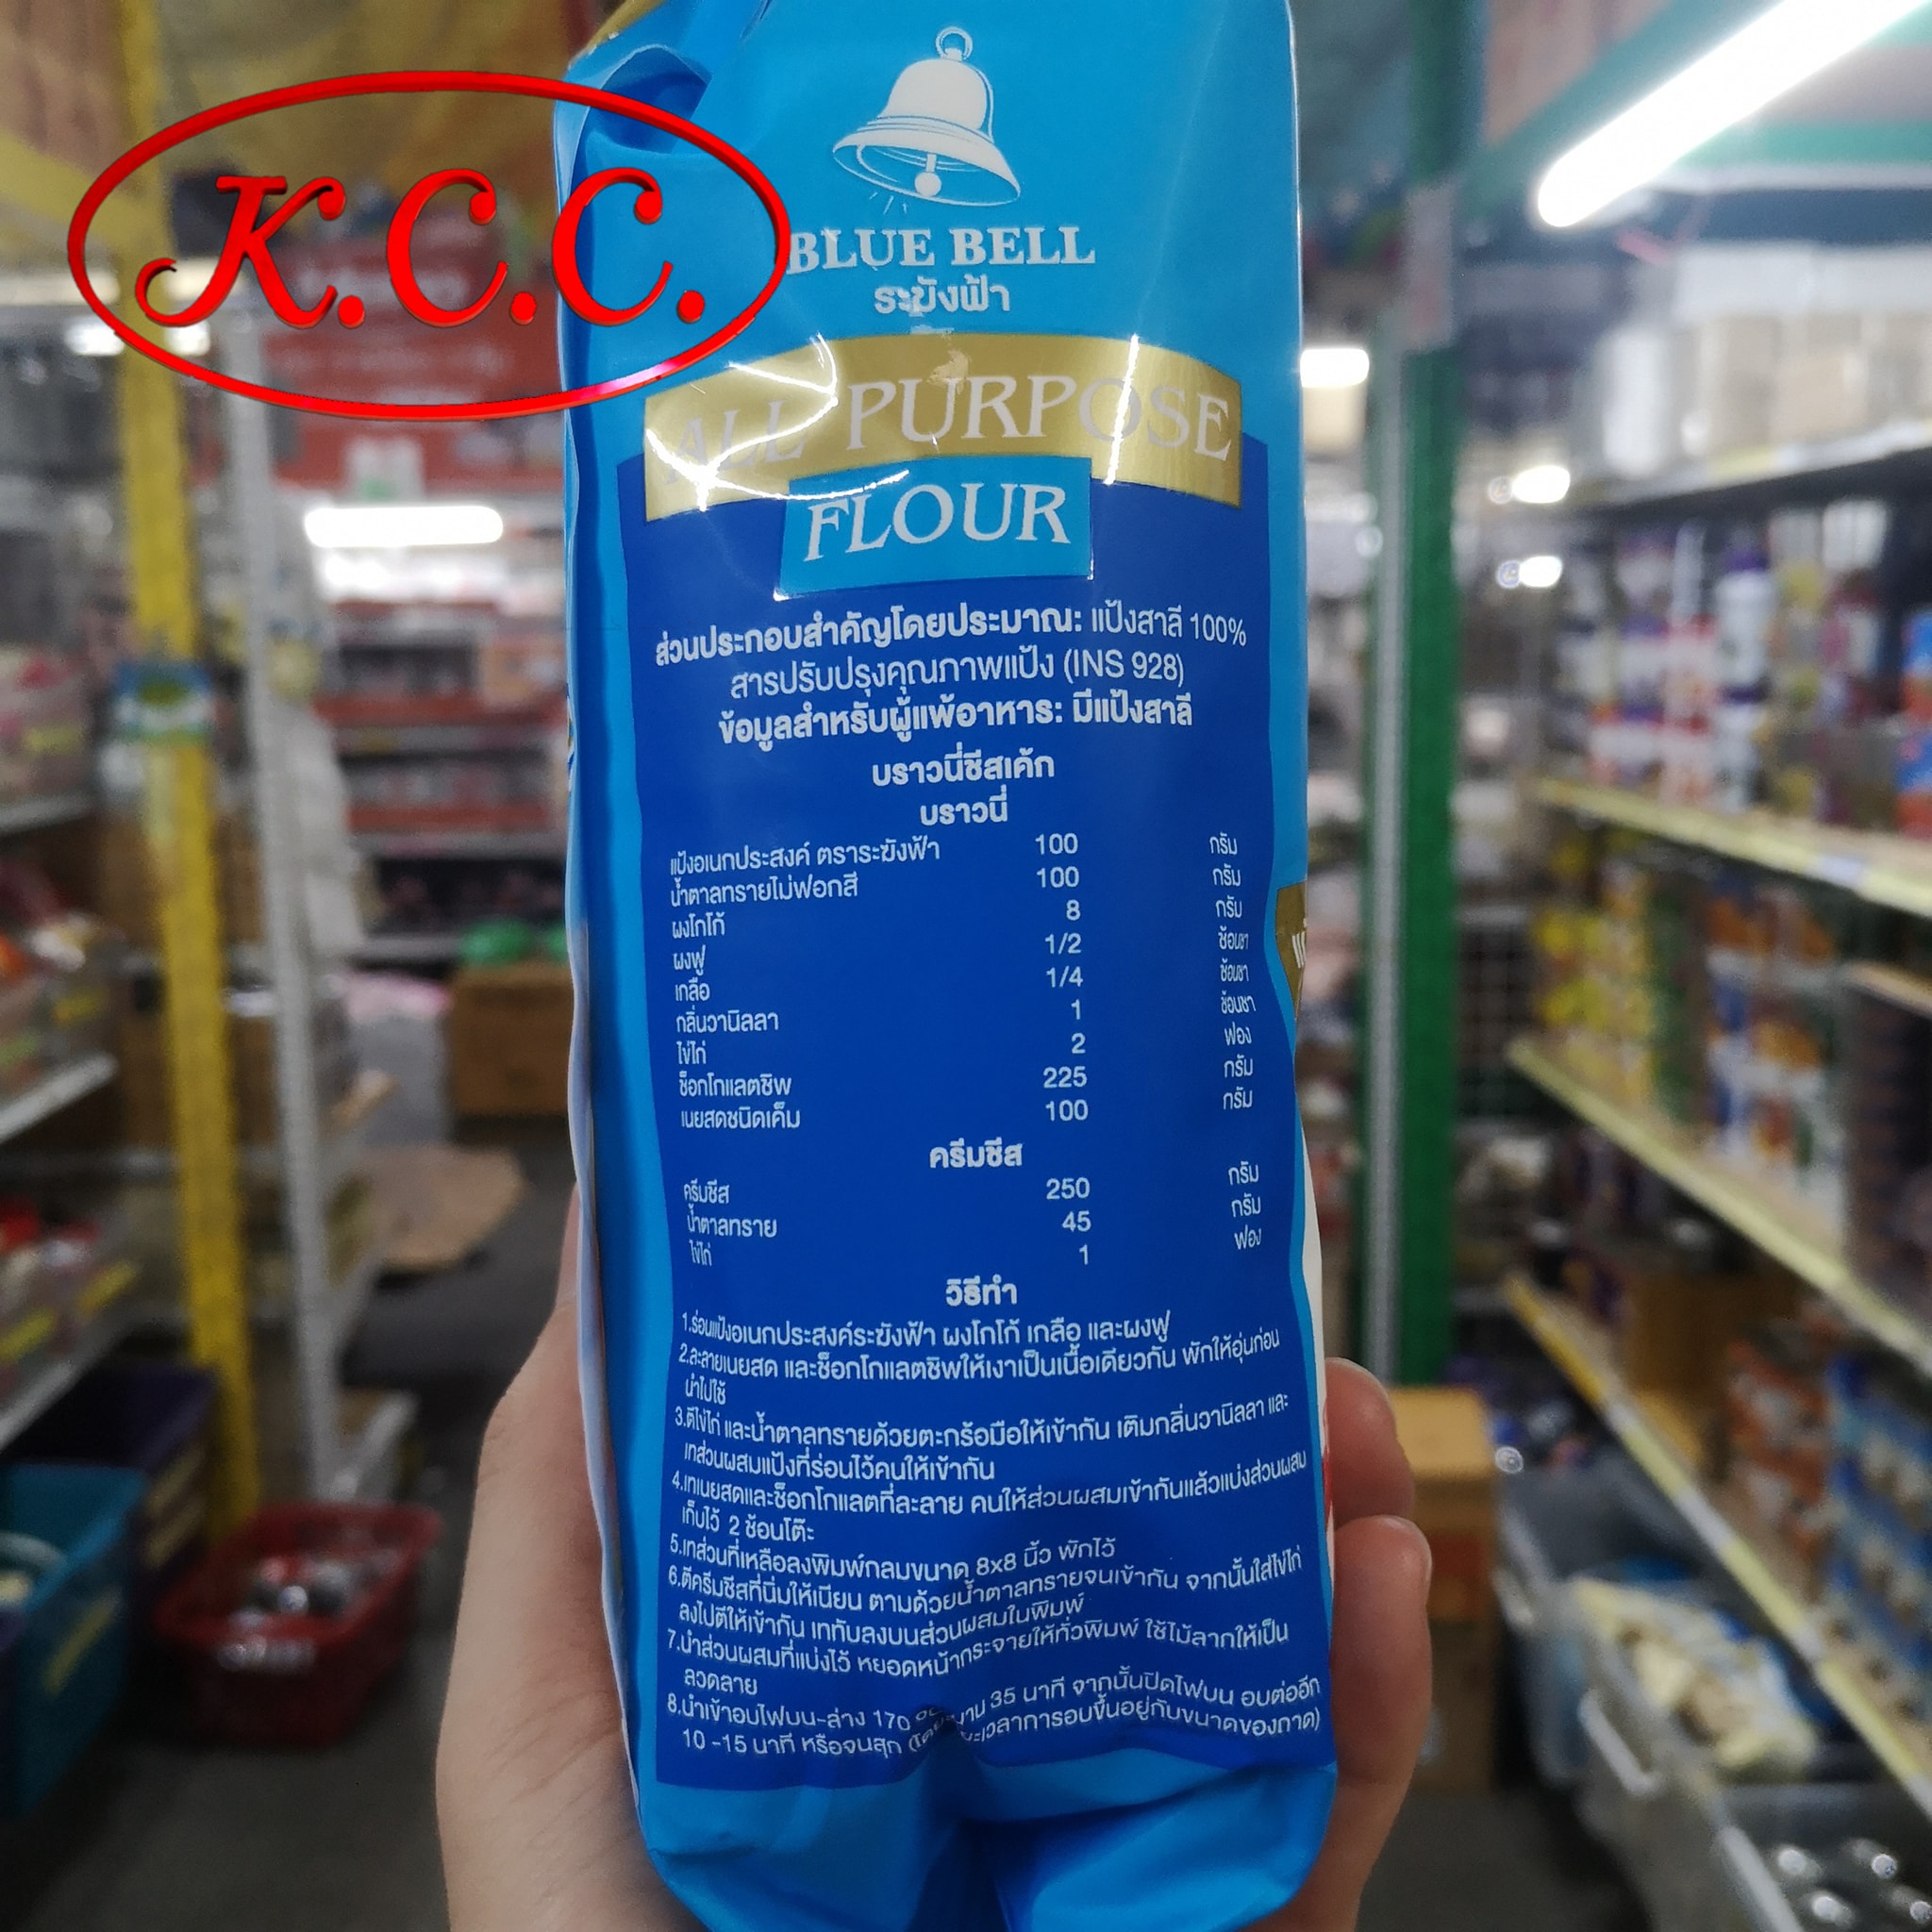 K.C.C.
BLUE BELL
ระฆังฟ้า
ALL PURPOSE
FLOUR
ส่วนประกอบสำคัญโดยประมาณ: แป้งสาลี 100%
สารปรับปรุงคุณภาพแป้ง (INS 928)
ข้อมูลสำหรับผู้แพ้อาหาร: มีแป้งสาลี
บราวนี่ชีสเค้ก
บราวนี่
แป้งอเนกประสงค์ ตราระฆังฟ้า 100 กรัม
น้ำตาลทรายไม่ฟอกสี 100 กรัม
ผงโกโก้ 8 กรัม
ผงฟู 1/2 ช้อนชา
เกลือ 1/4 ช้อนชา
กลิ่นวานิลลา 1 ช้อนชา
ไข่ไก่ 2 ฟอง
ช็อกโกแลตชิพ 225 กรัม
เนยสดชนิดเค็ม 100 กรัม
ครีมชีส
ครีมชีส 250 กรัม
น้ำตาลทราย 45 กรัม
ไข่ไก่ 1 ฟอง
วิธีทำ
1.ร่อนแป้งอเนกประสงค์ระฆังฟ้า ผงโกโก้ เกลือ และผงฟู
2.ละลายเนยสด และช็อกโกแลตชิพให้เงาเป็นเนื้อเดียวกัน พักให้อุ่นก่อน
นำไปใช้
3.ตีไข่ไก่ และน้ำตาลทรายด้วยตะกร้อมือให้เข้ากัน เติมกลิ่นวานิลลา และ
เทส่วนผสมแป้งที่ร่อนไว้คนให้เข้ากัน
4.เทเนยสดและช็อกโกแลตที่ละลาย คนให้ส่วนผสมเข้ากันแล้วแบ่งส่วนผสม
เก็บไว้ 2 ช้อนโต๊ะ
5.เทส่วนที่เหลือลงพิมพ์กลมขนาด 8x8 นิ้ว พักไว้
6.ตีครีมชีสที่นิ่มให้เนียน ตามด้วยน้ำตาลทรายจนเข้ากัน จากนั้นใส่ไข่ไก่
ลงไปตีให้เข้ากัน เททับลงบนส่วนผสมในพิมพ์
7.นำส่วนผสมที่แบ่งไว้ หยอดหน้ากระจายให้ทั่วพิมพ์ ใช้ไม้ลากให้เป็น
ลวดลาย
8.นำเข้าอบไฟบน-ล่าง 170 35 นาที จากนั้นปิดไฟบน อบต่ออีก
10 -15 นาที หรือจนสุก เวลาการอบขึ้นอยู่กับขนาดของถาด)